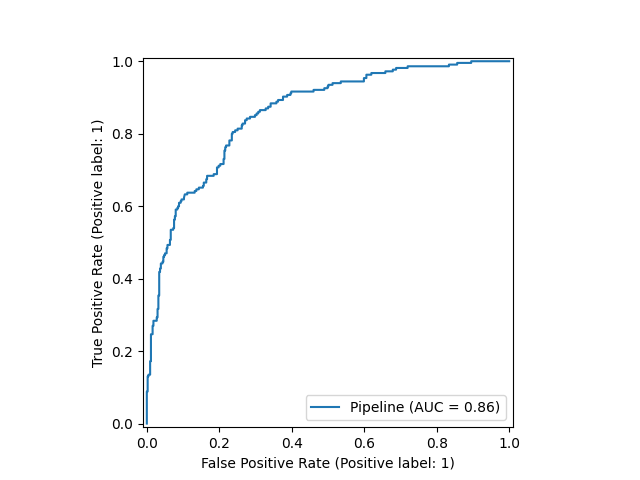 1.0
0.8
0.6
0.4
0.2
0.0
True Positive Rate (Positive label: 1)
Pipeline (AUC = 0.86)
0.0 0.2 0.4 0.6 0.8 1.0
False Positive Rate (Positive label: 1)